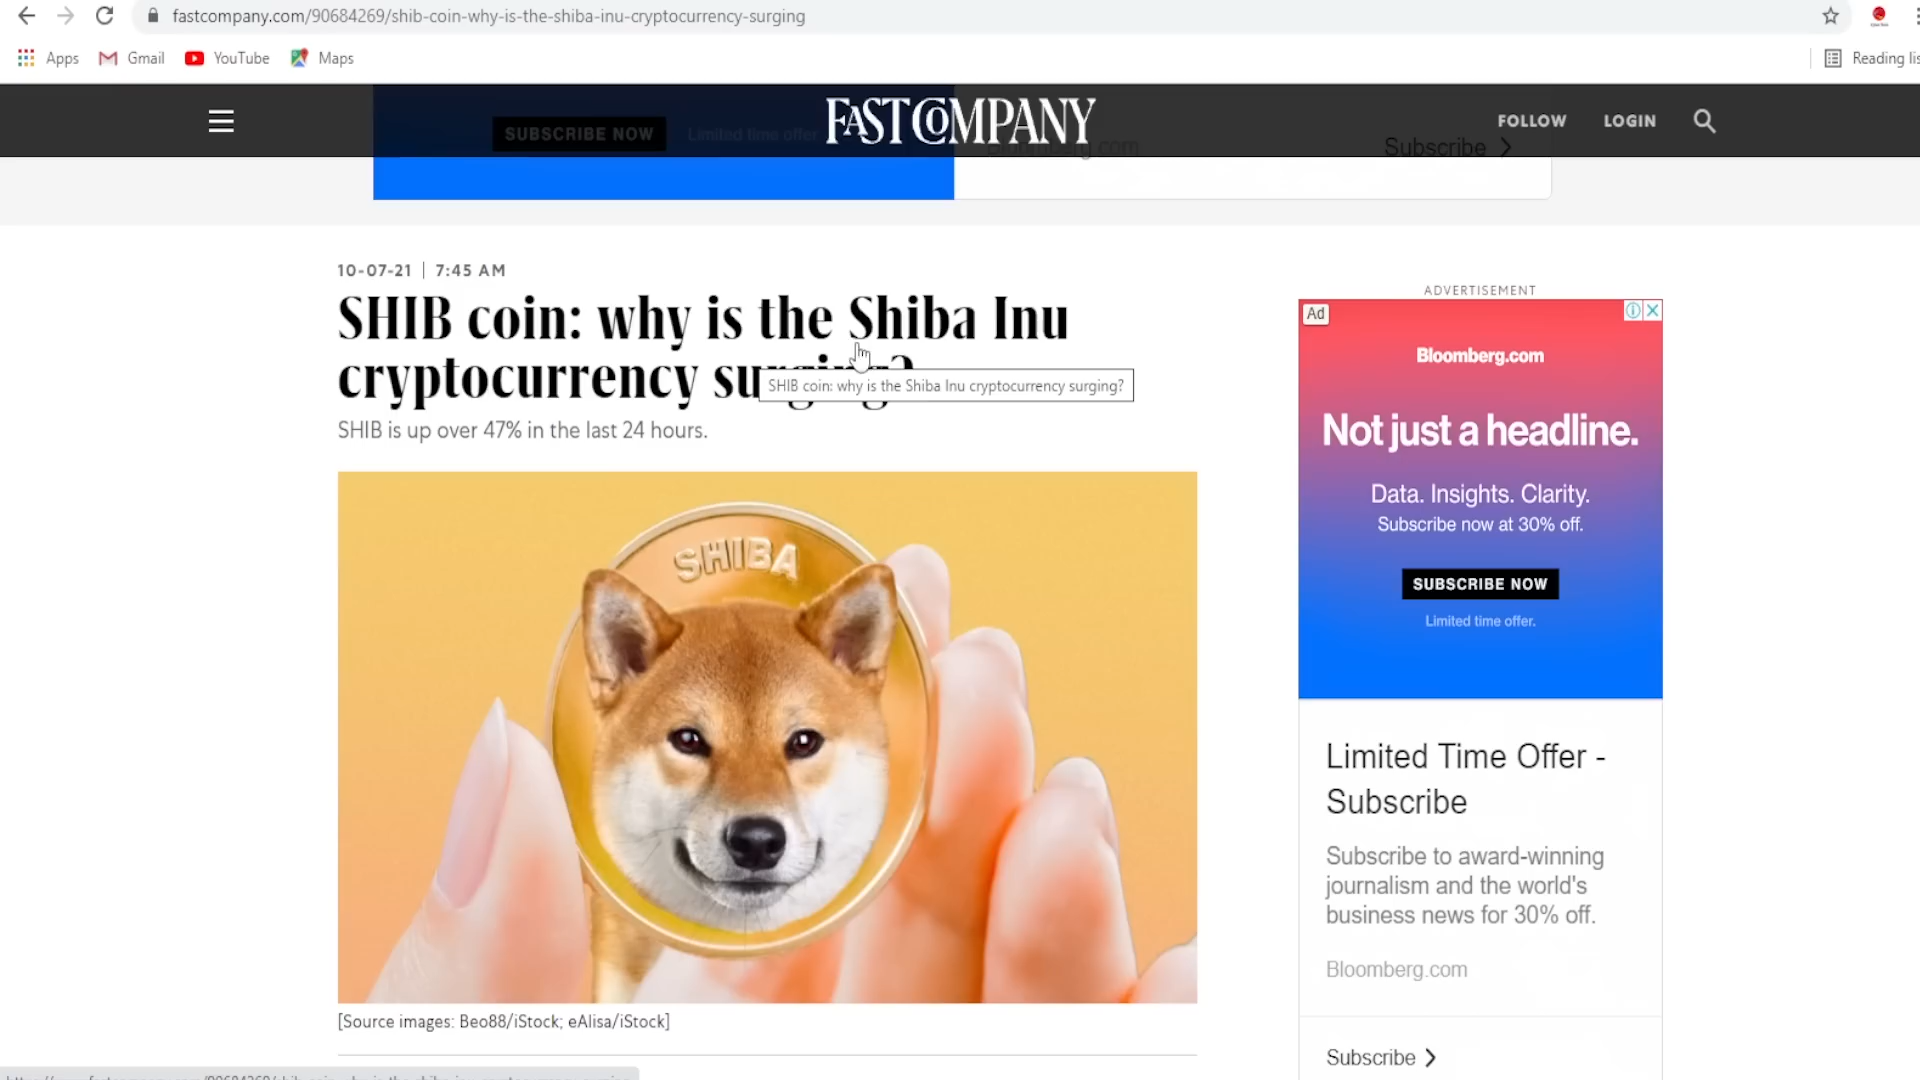 fastcompany.com/90684269/shib-coin-why-is-the-shiba-inu-cryptocurrency-surging
Apps Gmail YouTube Maps Reading lis
SUBSCRIBE NOW Limited time offer FAST COMPANY FOLLOW LOGIN
Subscribe
10-07-21 | 7:45 AM
SHIB coin: why is the Shiba Inu
cryptocurrency surging?
SHIB coin: why is the Shiba Inu cryptocurrency surging?
SHIB is up over 47% in the last 24 hours.
SHIBA
[Source images: Beo88/iStock; eAlisa/iStock]
ADVERTISEMENT
Ad
Bloomberg.com
Not just a headline.
Data. Insights. Clarity.
Subscribe now at 30% off.
SUBSCRIBE NOW
Limited time offer.
Limited Time Offer -
Subscribe
Subscribe to award-winning
journalism and the world's
business news for 30% off.
Bloomberg.com
Subscribe